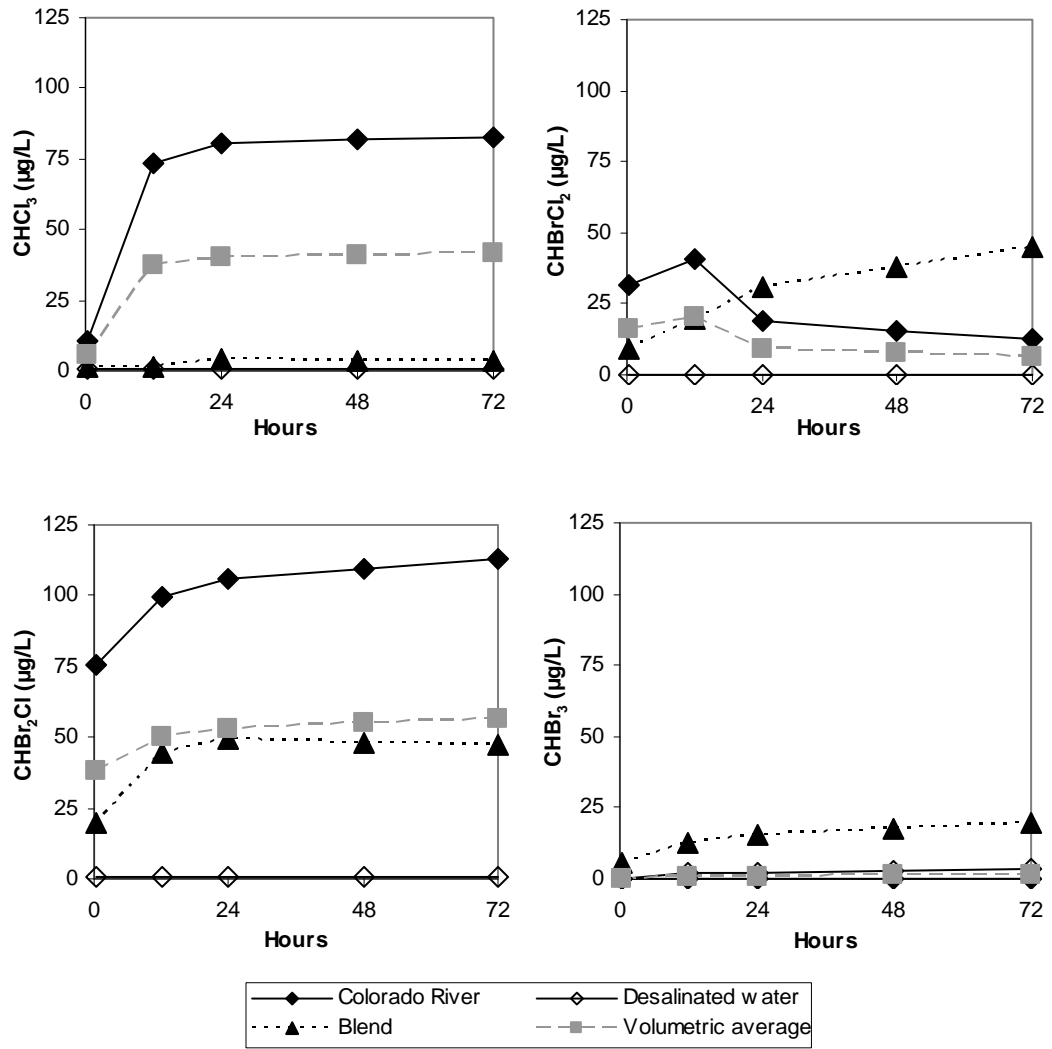 125
100
75
50
25
0
CHCl3 (µg/L)
0 24 48 72
Hours
125
100
75
50
25
0
CHBrCl2 (µg/L)
0 24 48 72
Hours
125
100
75
50
25
0
CHBr2Cl (µg/L)
0 24 48 72
Hours
125
100
75
50
25
0
CHBr3 (µg/L)
0 24 48 72
Hours
Colorado River Desalinated water
Blend Volumetric average